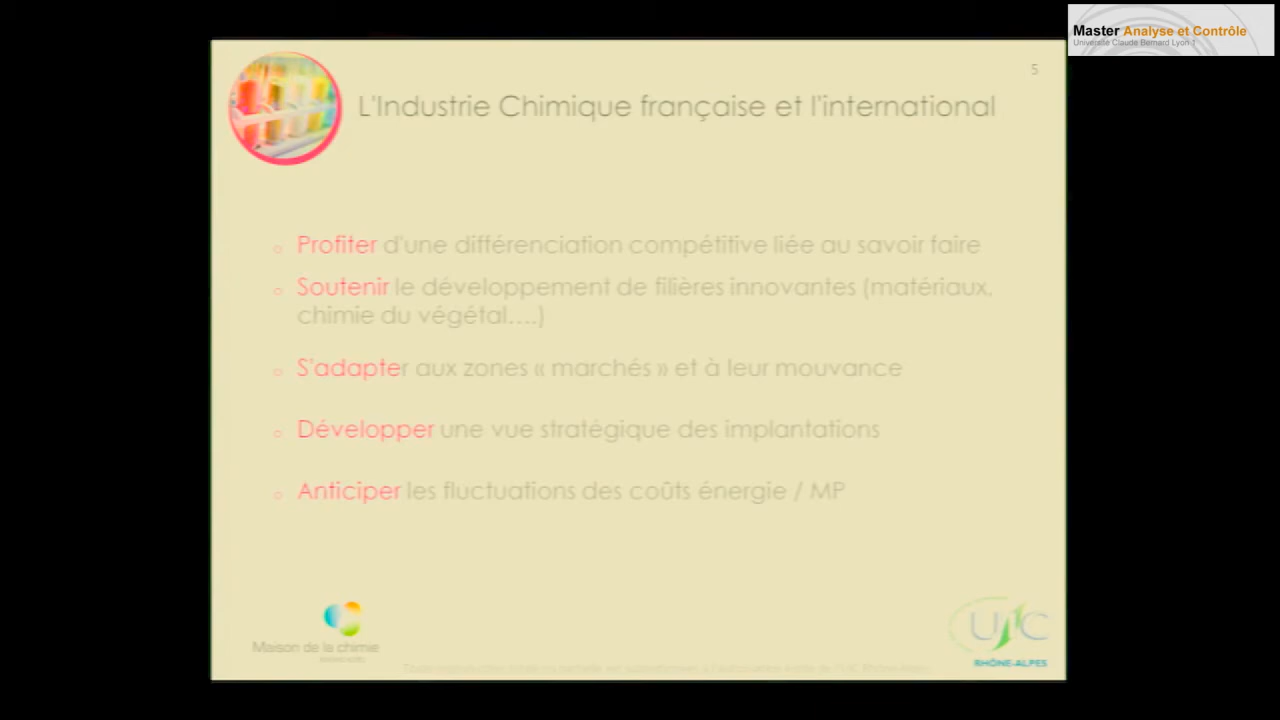 Master Analyse et Contrôle
Université Claude Bernard Lyon 1
5
L'Industrie Chimique française et l'international
Profiter d'une différenciation compétitive liée au savoir faire
Soutenir le développement de filières innovantes (matériaux,
chimie du végétal….)
S'adapter aux zones « marchés » et à leur mouvance
Développer une vue stratégique des implantations
Anticiper les fluctuations des coûts énergie / MP
Maison de la chimie
UIC
RHÔNE-ALPES